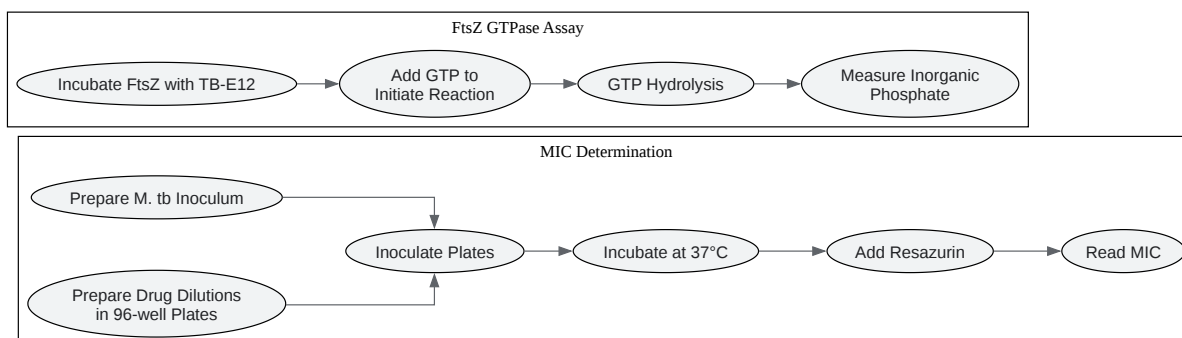 FtsZ GTPase Assay
Incubate FtsZ with TB-E12
Add GTP to
Initiate Reaction
GTP Hydrolysis
Measure Inorganic
Phosphate
MIC Determination
Prepare M. tb Inoculum
Prepare Drug Dilutions
in 96-well Plates
Inoculate Plates
Incubate at 37°C
Add Resazurin
Read MIC